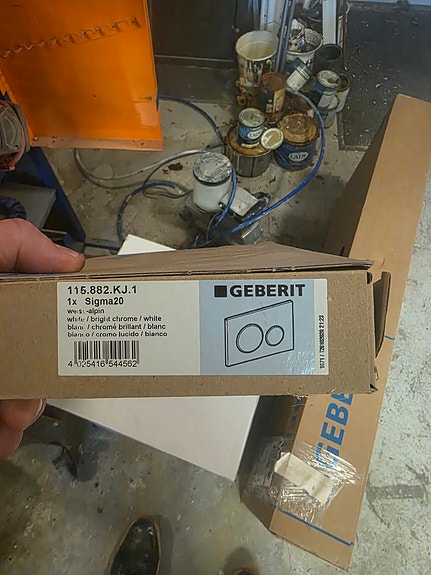 115.882.KJ.1
1x Sigma20
weiss-alpin
white / bright chrome / white
blanc / chromé brillant / blanc
bianco / cromo lucido / bianco
4 025416 544562
GEBERIT
GEBE